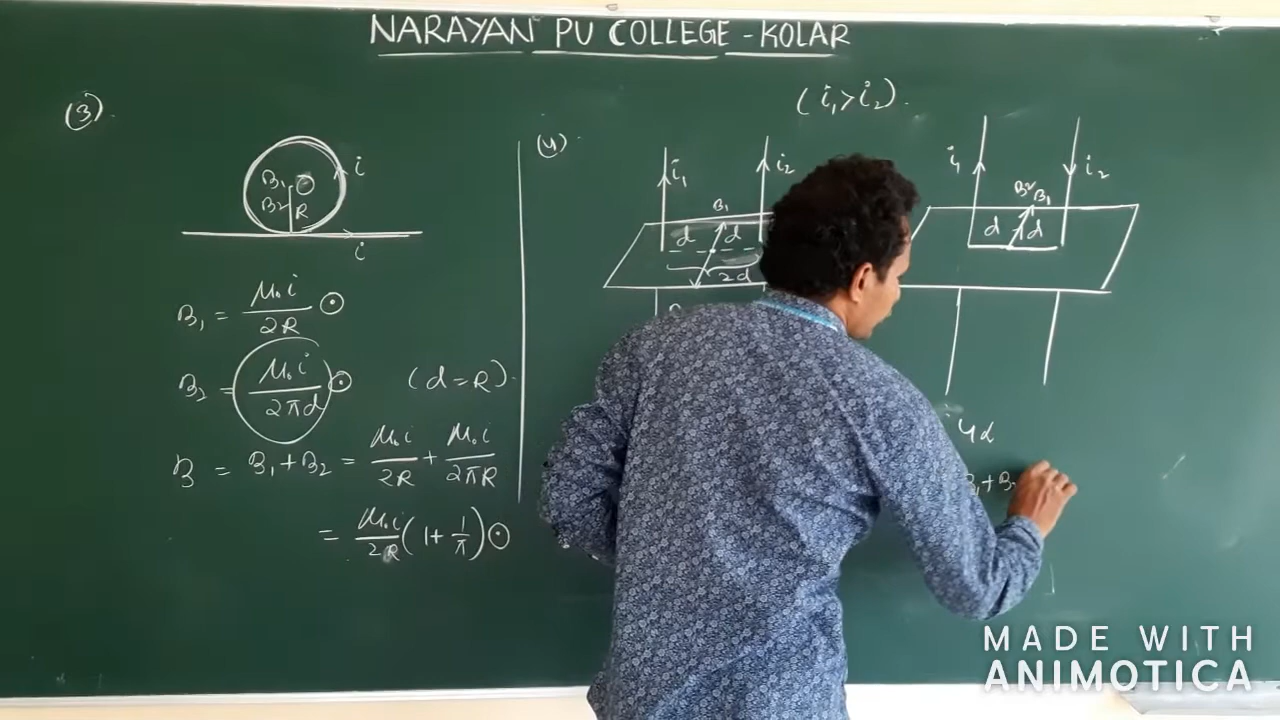 NARAYAN PU COLLEGE - KOLAR
(3)
B₁
B₂
R
i
i
B₁ = μ₀i / 2R ⊙
B₂ = μ₀i / 2πd ⊙ (d = R)
B = B₁ + B₂ = μ₀i / 2R + μ₀i / 2πR
= μ₀i / 2R (1 + 1/π) ⊙
(4)
(i₁ > i₂)
i₁
i₂
B₁
d
d
2d
i₁
i₂
B₂
B₁
d
d
B₁ + B
MADE WITH
ANIMOTICA